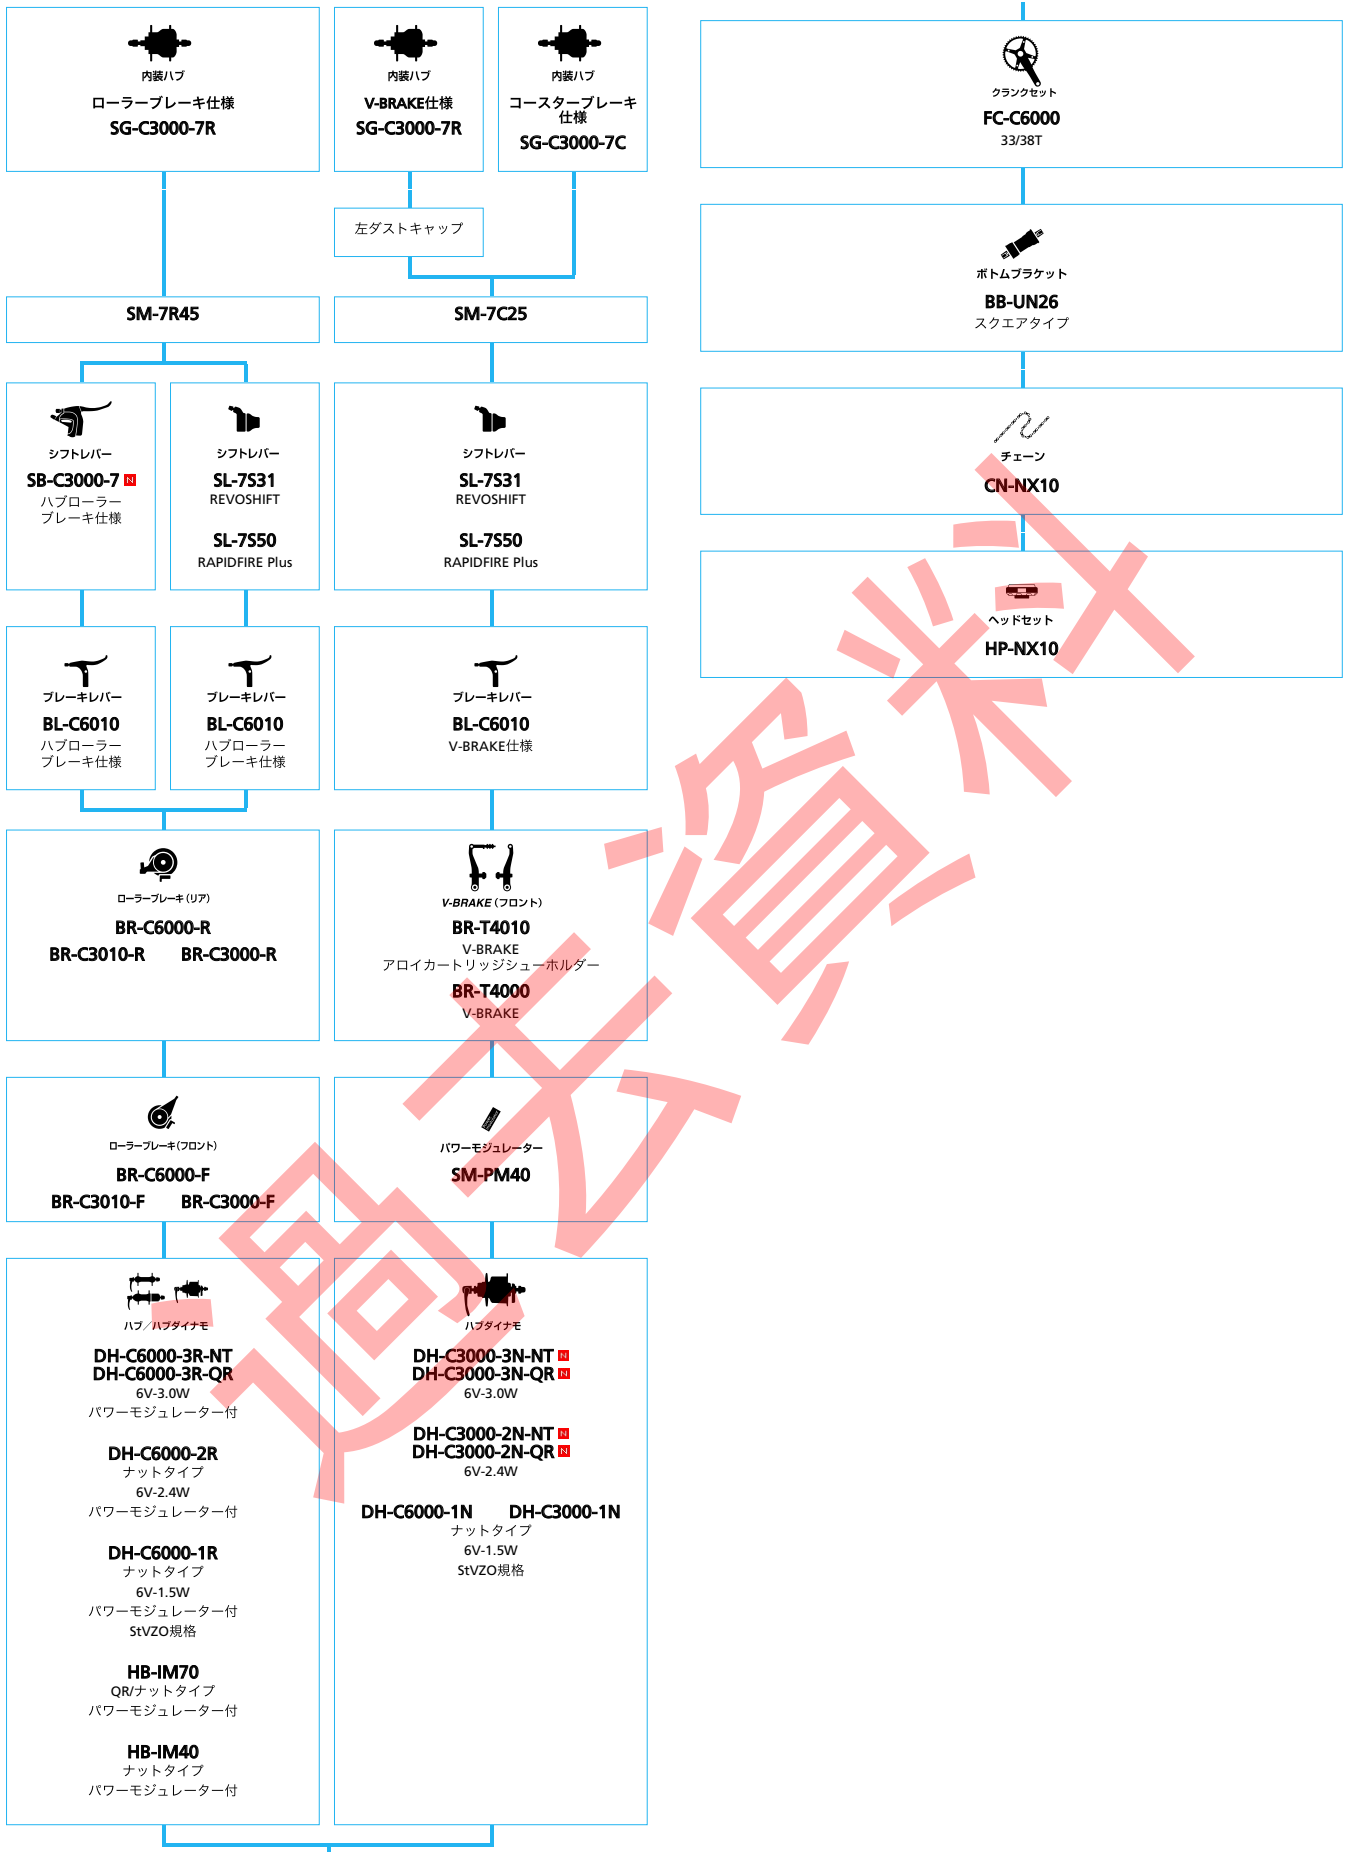 内装ハブ
ローラーブレーキ仕様
SG-C3000-7R
内装ハブ
V-BRAKE仕様
SG-C3000-7R
内装ハブ
コースターブレーキ
仕様
SG-C3000-7C
左ダストキャップ
SM-7R45
SM-7C25
シフトレバー
SB-C3000-7 N
ハブローラー
ブレーキ仕様
シフトレバー
SL-7S31
REVOSHIFT
SL-7S50
RAPIDFIRE Plus
シフトレバー
SL-7S31
REVOSHIFT
SL-7S50
RAPIDFIRE Plus
ブレーキレバー
BL-C6010
ハブローラー
ブレーキ仕様
ブレーキレバー
BL-C6010
ハブローラー
ブレーキ仕様
ブレーキレバー
BL-C6010
V-BRAKE仕様
ローラーブレーキ（リア）
BR-C6000-R
BR-C3010-R BR-C3000-R
V-BRAKE（フロント）
BR-T4010
V-BRAKE
アロイカートリッジシューホルダー
BR-T4000
V-BRAKE
ローラーブレーキ（フロント）
BR-C6000-F
BR-C3010-F BR-C3000-F
パワーモジュレーター
SM-PM40
ハブ／ハブダイナモ
DH-C6000-3R-NT
DH-C6000-3R-QR
6V-3.0W
パワーモジュレーター付
DH-C6000-2R
ナットタイプ
6V-2.4W
パワーモジュレーター付
DH-C6000-1R
ナットタイプ
6V-1.5W
パワーモジュレーター付
StVZO規格
HB-IM70
QR/ナットタイプ
パワーモジュレーター付
HB-IM40
ナットタイプ
パワーモジュレーター付
ハブダイナモ
DH-C3000-3N-NT N
DH-C3000-3N-QR N
6V-3.0W
DH-C3000-2N-NT N
DH-C3000-2N-QR N
6V-2.4W
DH-C6000-1N DH-C3000-1N
ナットタイプ
6V-1.5W
StVZO規格
クランクセット
FC-C6000
33/38T
ボトムブラケット
BB-UN26
スクエアタイプ
チェーン
CN-NX10
ヘッドセット
HP-NX10
過去資料